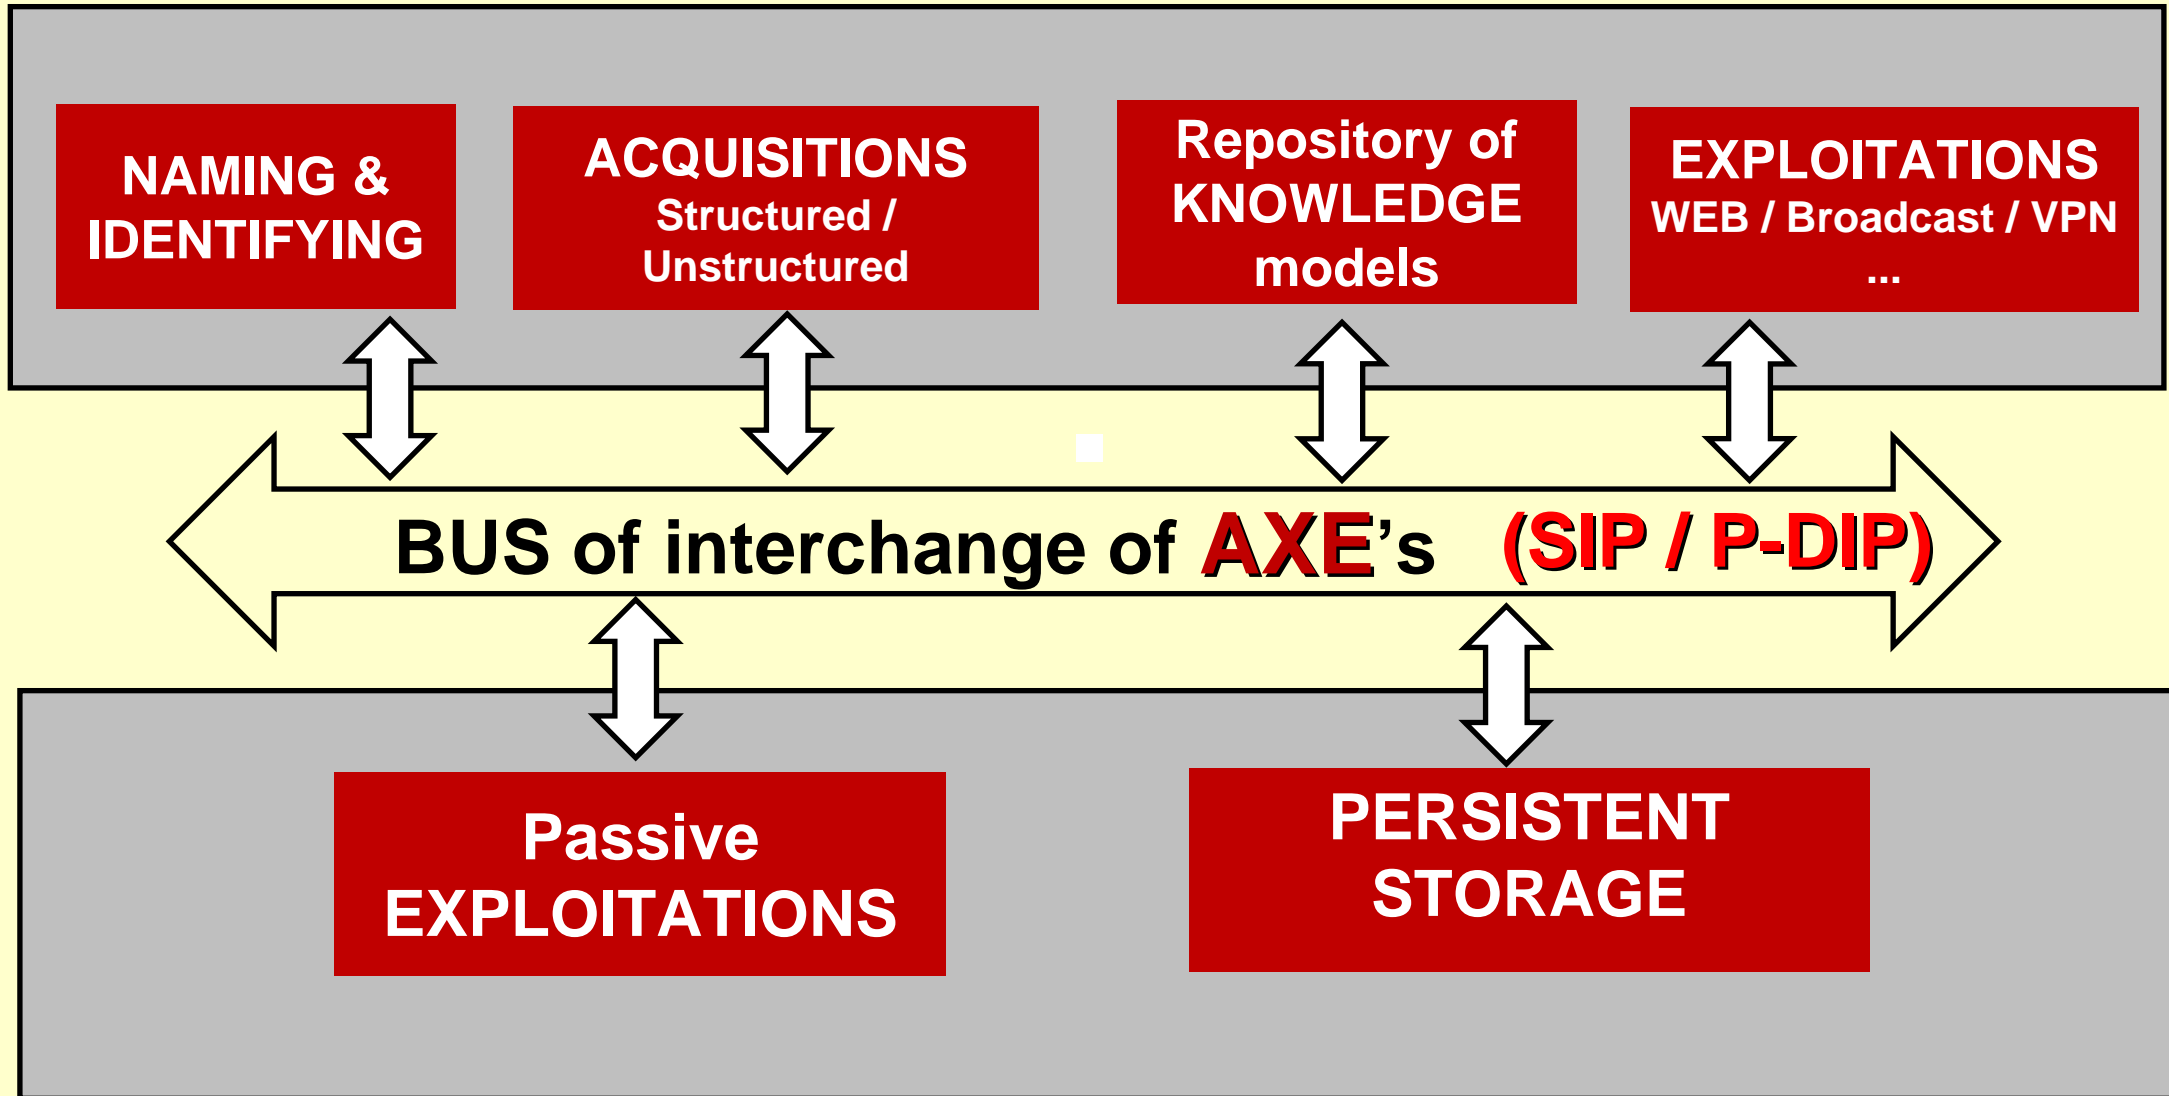 NAMING &
IDENTIFYING
ACQUISITIONS
Structured /
Unstructured
Repository of
KNOWLEDGE
models
EXPLOITATIONS
WEB / Broadcast / VPN
...
BUS of interchange of AXE’s (SIP / P-DIP)
Passive
EXPLOITATIONS
PERSISTENT
STORAGE